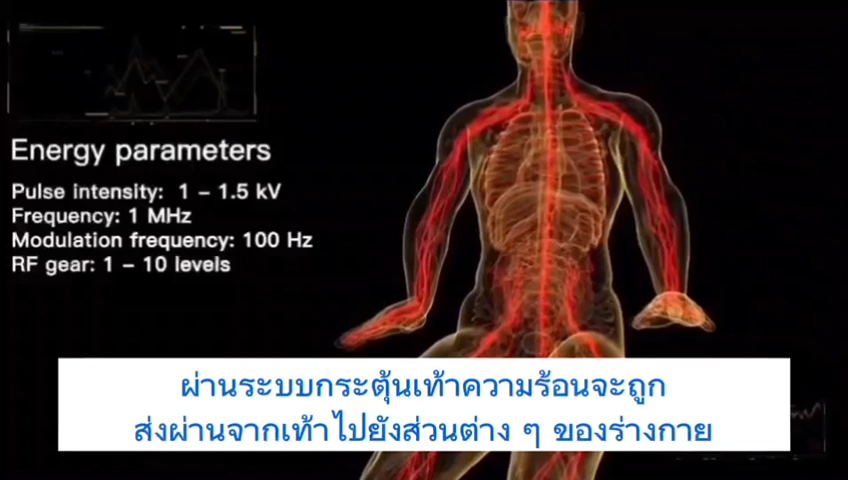 Energy parameters
Pulse intensity: 1 – 1.5 kV
Frequency: 1 MHz
Modulation frequency: 100 Hz
RF gear: 1 – 10 levels
ผ่านระบบกระตุ้นเท้าความร้อนจะถูก
ส่งผ่านจากเท้าไปยังส่วนต่าง ๆ ของร่างกาย